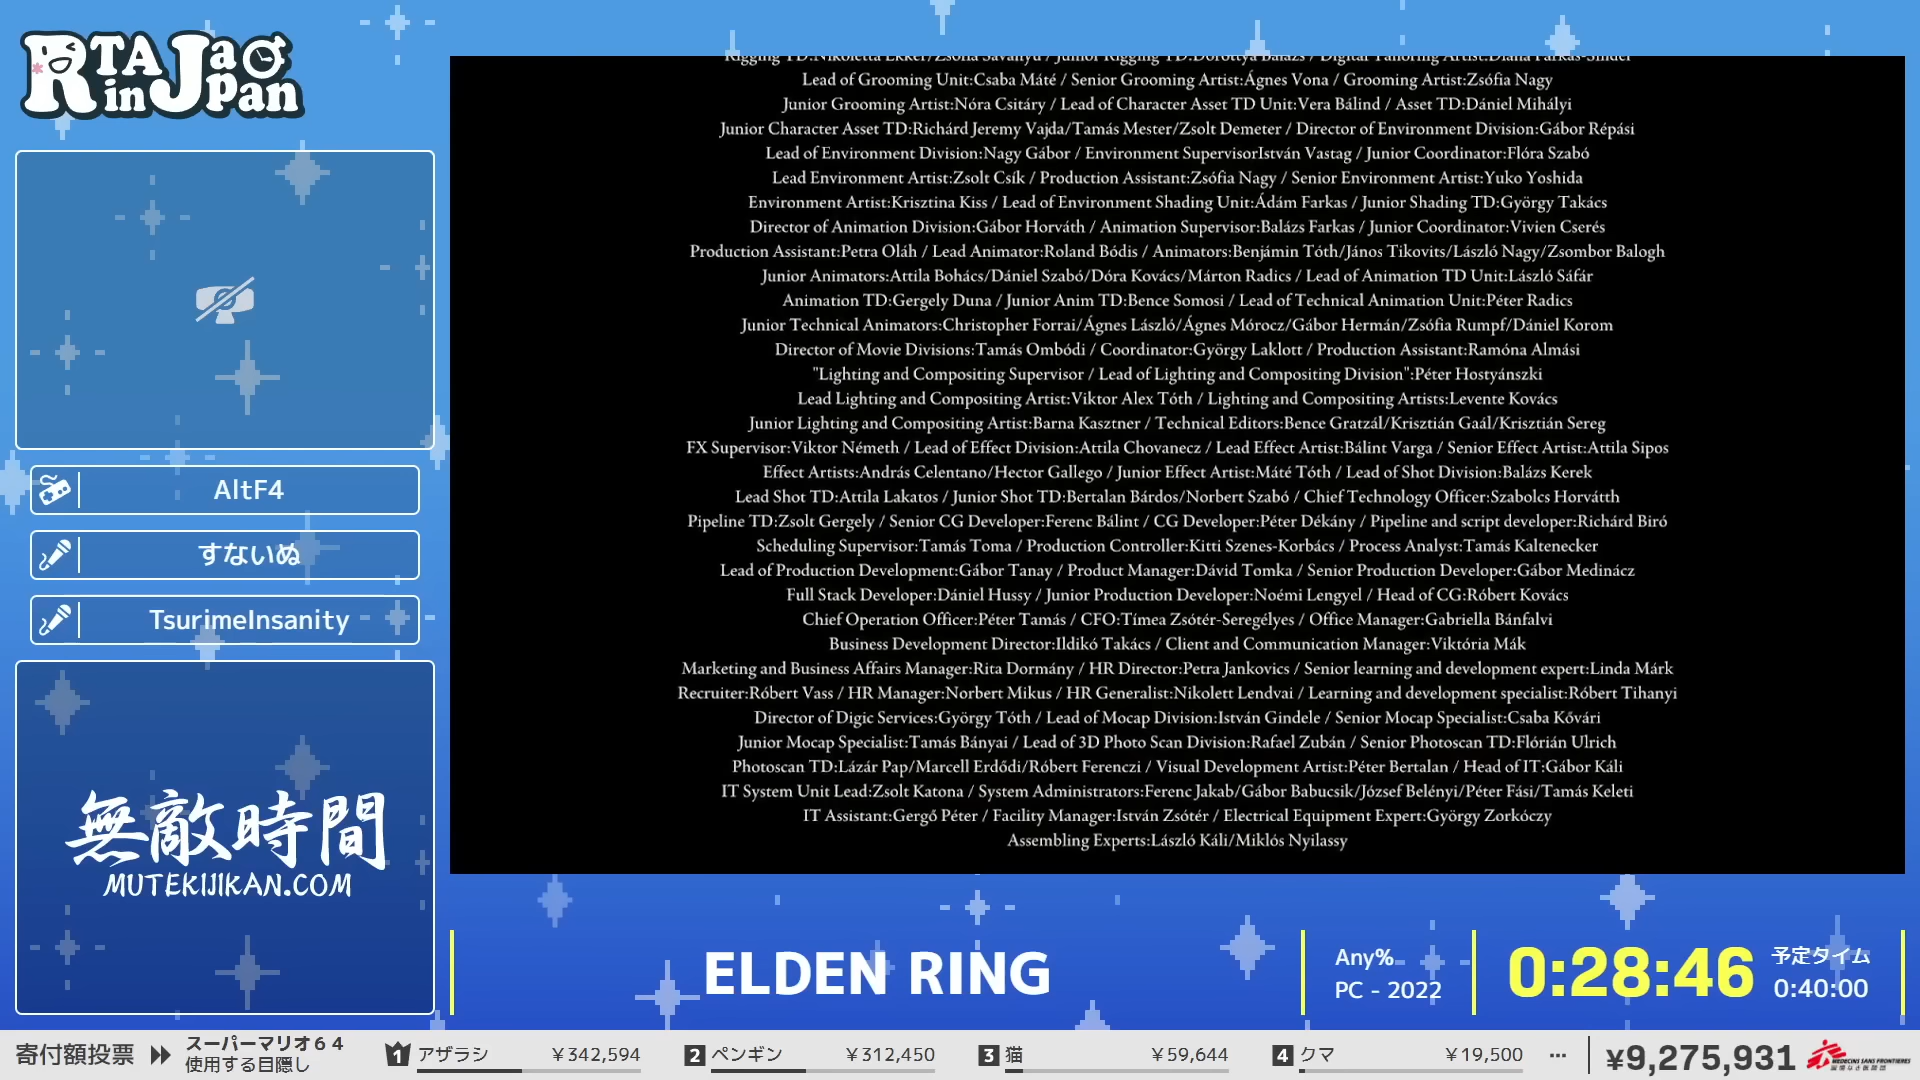 RTA in Japan
Lead of Grooming Unit:Csaba Máté / Senior Grooming Artist:Ágnes Vona / Grooming Artist:Zsófia Nagy
Junior Grooming Artist:Nóra Csitáry / Lead of Character Asset TD Unit:Vera Bálind / Asset TD:Dániel Mihályi
Junior Character Asset TD:Richárd Jeremy Vajda/Tamás Mester/Zsolt Demeter / Director of Environment Division:Gábor Répási
Lead of Environment Division:Nagy Gábor / Environment SupervisorIstván Vastag / Junior Coordinator:Flóra Szabó
Lead Environment Artist:Zsolt Csík / Production Assistant:Zsófia Nagy / Senior Environment Artist:Yuko Yoshida
Environment Artist:Krisztina Kiss / Lead of Environment Shading Unit:Ádám Farkas / Junior Shading TD:György Takács
Director of Animation Division:Gábor Horváth / Animation Supervisor:Balázs Farkas / Junior Coordinator:Vivien Cserés
Production Assistant:Petra Oláh / Lead Animator:Roland Bódis / Animators:Benjámin Tóth/János Tikovits/László Nagy/Zsombor Balogh
Junior Animators:Attila Bohács/Dániel Szabó/Dóra Kovács/Márton Radics / Lead of Animation TD Unit:László Sáfár
Animation TD:Gergely Duna / Junior Anim TD:Bence Somosi / Lead of Technical Animation Unit:Péter Radics
Junior Technical Animators:Christopher Forrai/Ágnes László/Ágnes Mórocz/Gábor Hermán/Zsófia Rumpf/Dániel Korom
Director of Movie Divisions:Tamás Ombódi / Coordinator:György Laklott / Production Assistant:Ramóna Almási
"Lighting and Compositing Supervisor / Lead of Lighting and Compositing Division":Péter Hostyánszki
Lead Lighting and Compositing Artist:Viktor Alex Tóth / Lighting and Compositing Artists:Levente Kovács
Junior Lighting and Compositing Artist:Barna Kasztner / Technical Editors:Bence Gratzál/Krisztián Gaál/Krisztián Sereg
FX Supervisor:Viktor Németh / Lead of Effect Division:Attila Chovanecz / Lead Effect Artist:Bálint Varga / Senior Effect Artist:Attila Sipos
Effect Artists:András Celentano/Hector Gallego / Junior Effect Artist:Máté Tóth / Lead of Shot Division:Balázs Kerek
Lead Shot TD:Attila Lakatos / Junior Shot TD:Bertalan Bárdos/Norbert Szabó / Chief Technology Officer:Szabolcs Horvátth
Pipeline TD:Zsolt Gergely / Senior CG Developer:Ferenc Bálint / CG Developer:Péter Dékány / Pipeline and script developer:Richárd Biró
Scheduling Supervisor:Tamás Toma / Production Controller:Kitti Szenes-Korbács / Process Analyst:Tamás Kaltenecker
Lead of Production Development:Gábor Tanay / Product Manager:Dávid Tomka / Senior Production Developer:Gábor Medinácz
Full Stack Developer:Dániel Hussy / Junior Production Developer:Noémi Lengyel / Head of CG:Róbert Kovács
Chief Operation Officer:Péter Tamás / CFO:Tímea Zsótér-Seregélyes / Office Manager:Gabriella Bánfalvi
Business Development Director:Ildikó Takács / Client and Communication Manager:Viktória Mák
Marketing and Business Affairs Manager:Rita Dormány / HR Director:Petra Jankovics / Senior learning and development expert:Linda Márk
Recruiter:Róbert Vass / HR Manager:Norbert Mikus / HR Generalist:Nikolett Lendvai / Learning and development specialist:Róbert Tihanyi
Director of Digic Services:György Tóth / Lead of Mocap Division:István Gindele / Senior Mocap Specialist:Csaba Kővári
Junior Mocap Specialist:Tamás Bányai / Lead of 3D Photo Scan Division:Rafael Zubán / Senior Photoscan TD:Flórián Ulrich
Photoscan TD:Lázár Pap/Marcell Erdődi/Róbert Ferenczi / Visual Development Artist:Péter Bertalan / Head of IT:Gábor Káli
IT System Unit Lead:Zsolt Katona / System Administrators:Ferenc Jakab/Gábor Babucsik/József Belényi/Péter Fási/Tamás Keleti
IT Assistant:Gergő Péter / Facility Manager:István Zsótér / Electrical Equipment Expert:György Zorkóczy
Assembling Experts:László Káli/Miklós Nyilassy
AltF4
すないぬ
TsurimeInsanity
無敵時間
MUTEKIJIKAN.COM
ELDEN RING
Any%
PC - 2022
0:28:46
予定タイム
0:40:00
寄付額投票
スーパーマリオ64
使用する目隠し
1 アザラシ ¥342,594
2 ペンギン ¥312,450
3 猫 ¥59,644
4 クマ ¥19,500
...
¥9,275,931
MEDECINS SANS FRONTIERES
国境なき医師団